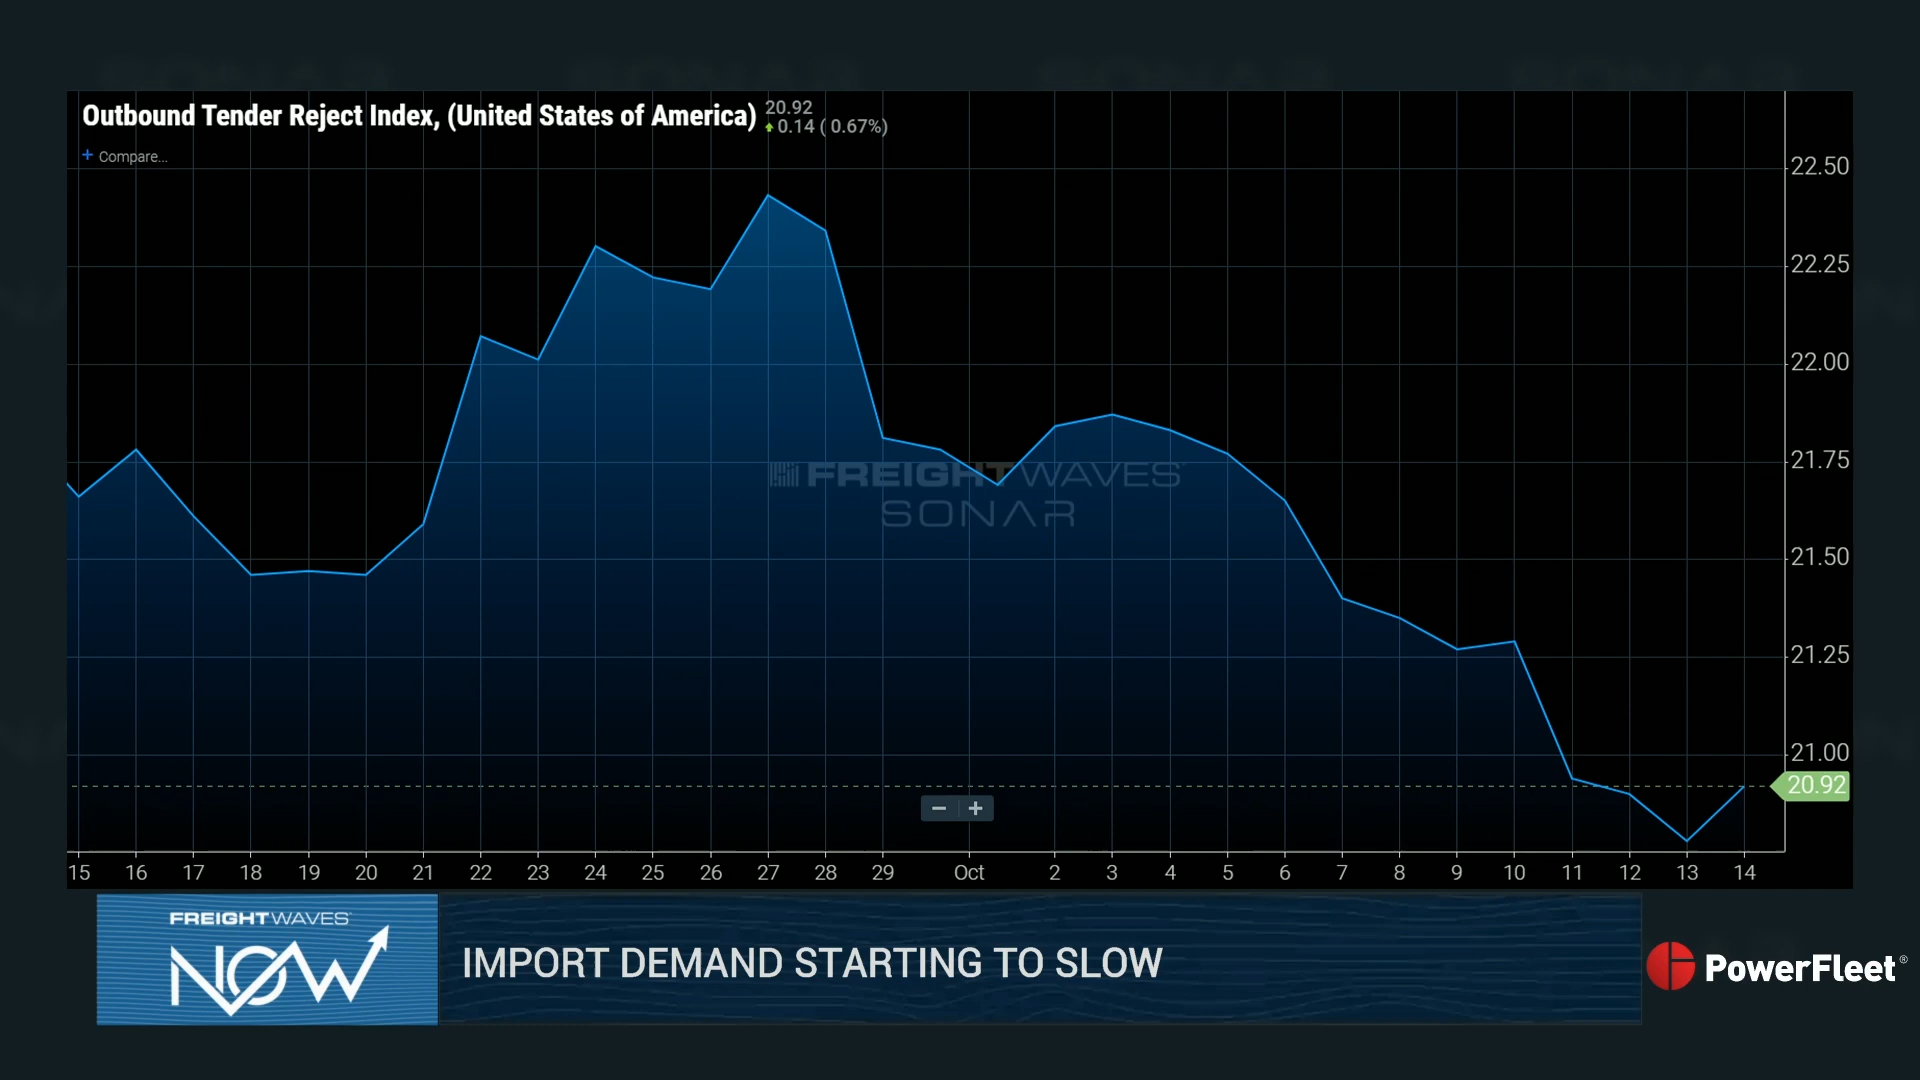 Outbound Tender Reject Index, (United States of America) 20.92
0.14 ( 0.67%)
+ Compare...
22.50
22.25
22.00
21.75
21.50
21.25
21.00
20.92
FREIGHTWAVES
SONAR
− +
15 16 17 18 19 20 21 22 23 24 25 26 27 28 29 Oct 2 3 4 5 6 7 8 9 10 11 12 13 14
FREIGHTWAVES
NOW
IMPORT DEMAND STARTING TO SLOW
PowerFleet®